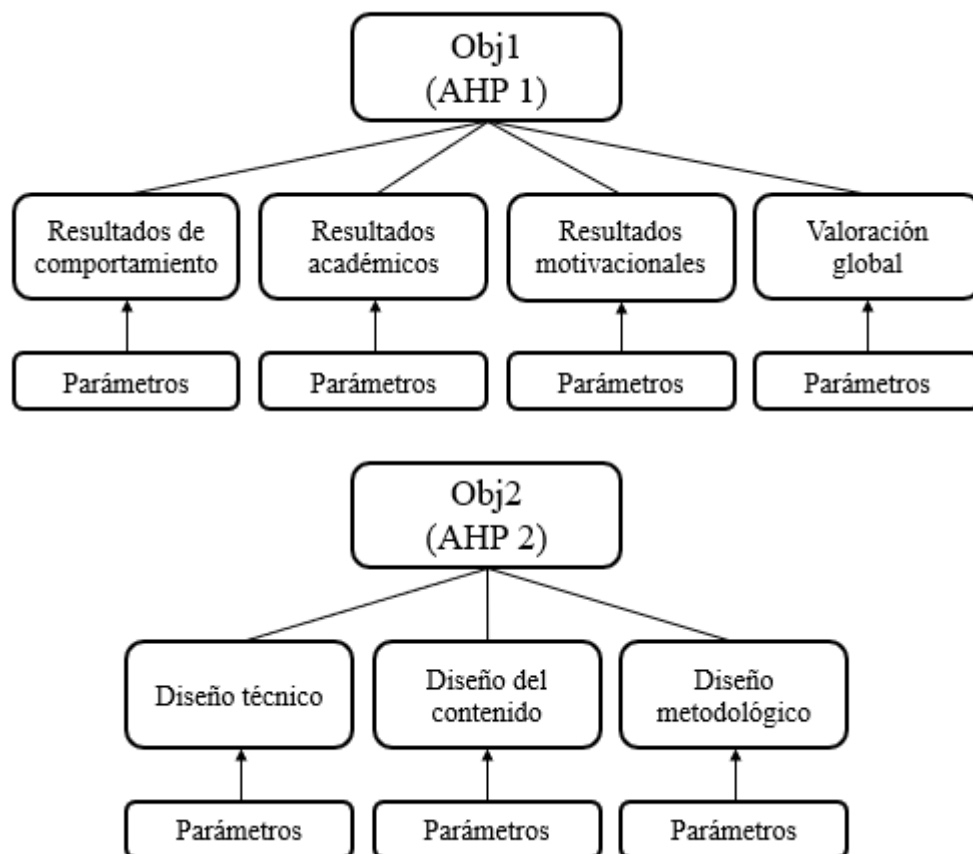 Obj1
(AHP 1)
Resultados de
comportamiento
Resultados
académicos
Resultados
motivacionales
Valoración
global
Parámetros
Parámetros
Parámetros
Parámetros
Obj2
(AHP 2)
Diseño técnico
Diseño del
contenido
Diseño
metodológico
Parámetros
Parámetros
Parámetros